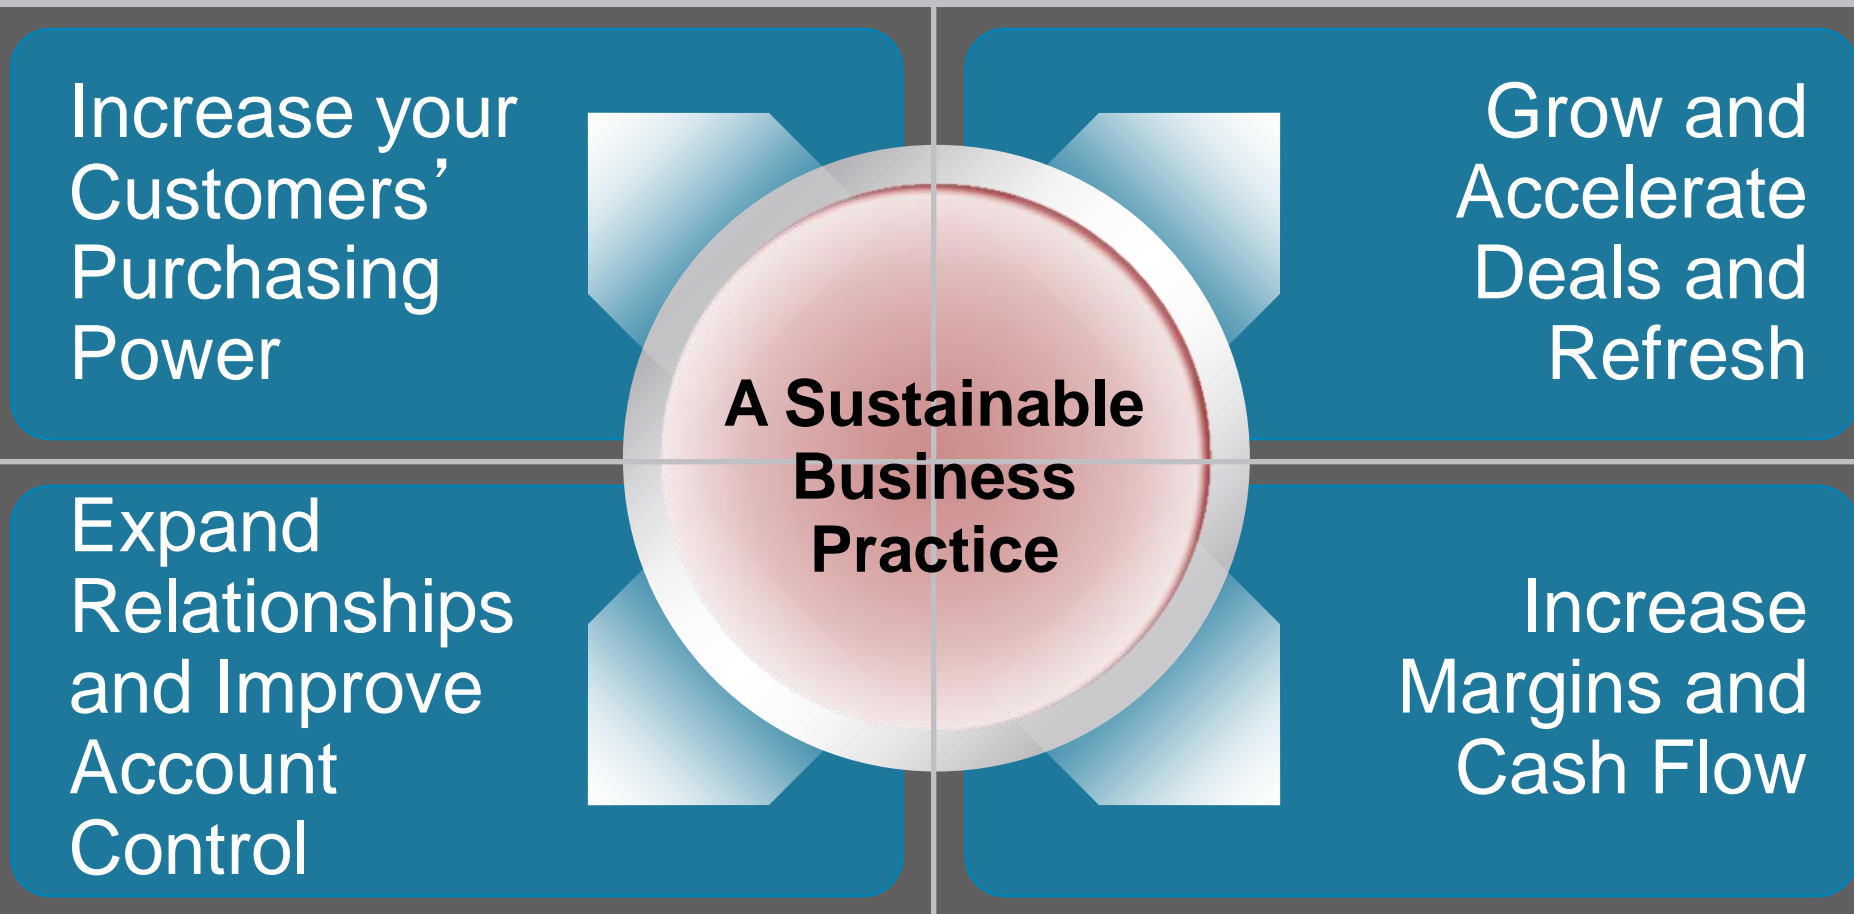 Increase your
Customers’
Purchasing
Power
Grow and
Accelerate
Deals and
Refresh
A Sustainable
Business
Practice
Expand
Relationships
and Improve
Account
Control
Increase
Margins and
Cash Flow